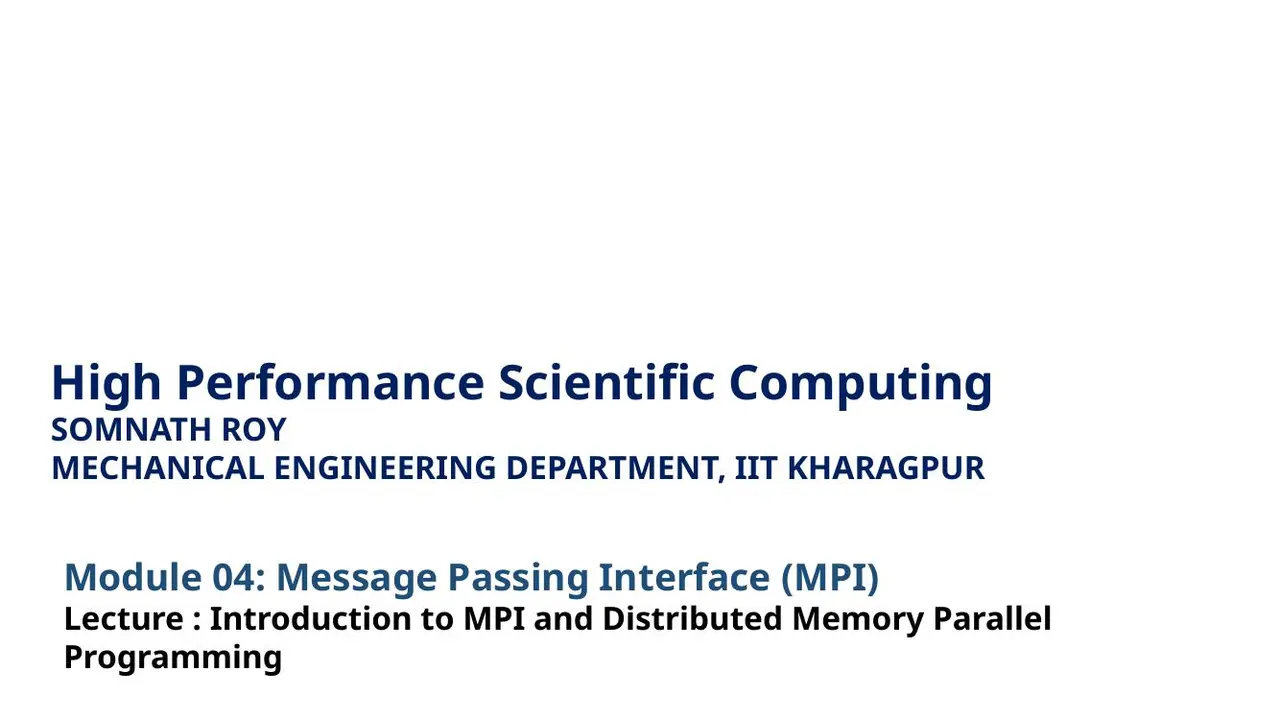 High Performance Scientific Computing
SOMNATH ROY
MECHANICAL ENGINEERING DEPARTMENT, IIT KHARAGPUR
Module 04: Message Passing Interface (MPI)
Lecture : Introduction to MPI and Distributed Memory Parallel
Programming